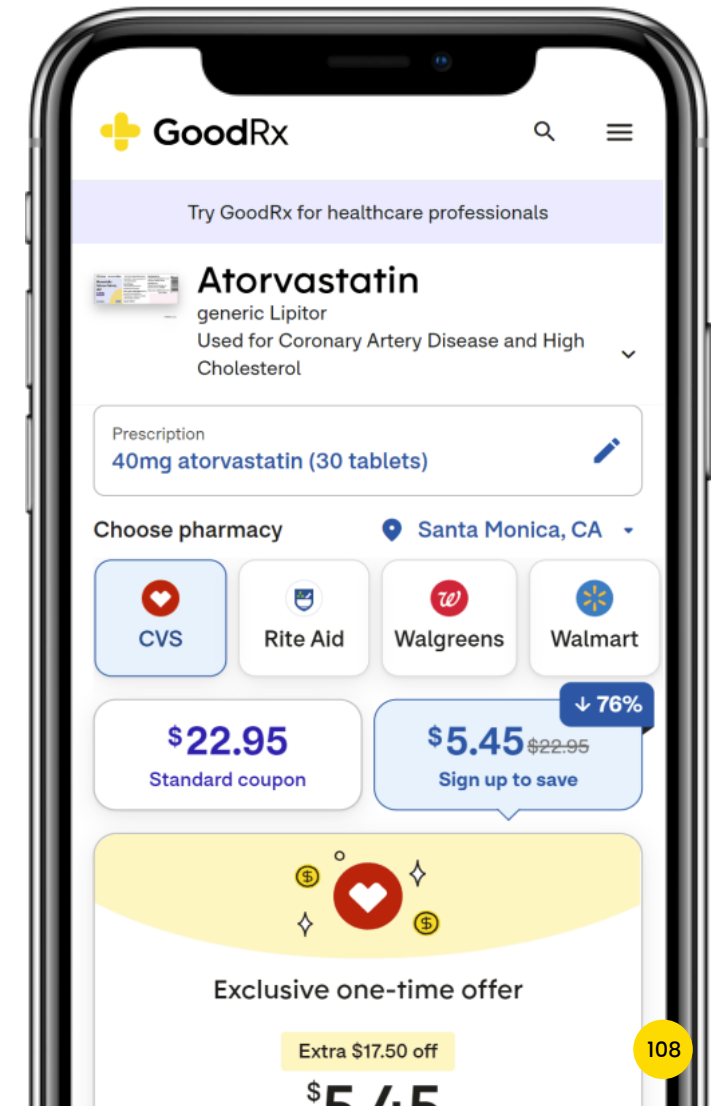 GoodRx
Try GoodRx for healthcare professionals
Atorvastatin
generic Lipitor
Used for Coronary Artery Disease and High
Cholesterol
Prescription
40mg atorvastatin (30 tablets)
Choose pharmacy
Santa Monica, CA
CVS
Rite Aid
Walgreens
Walmart
↓ 76%
$22.95
Standard coupon
$5.45 $22.95
Sign up to save
Exclusive one-time offer
Extra $17.50 off
$5.45
108